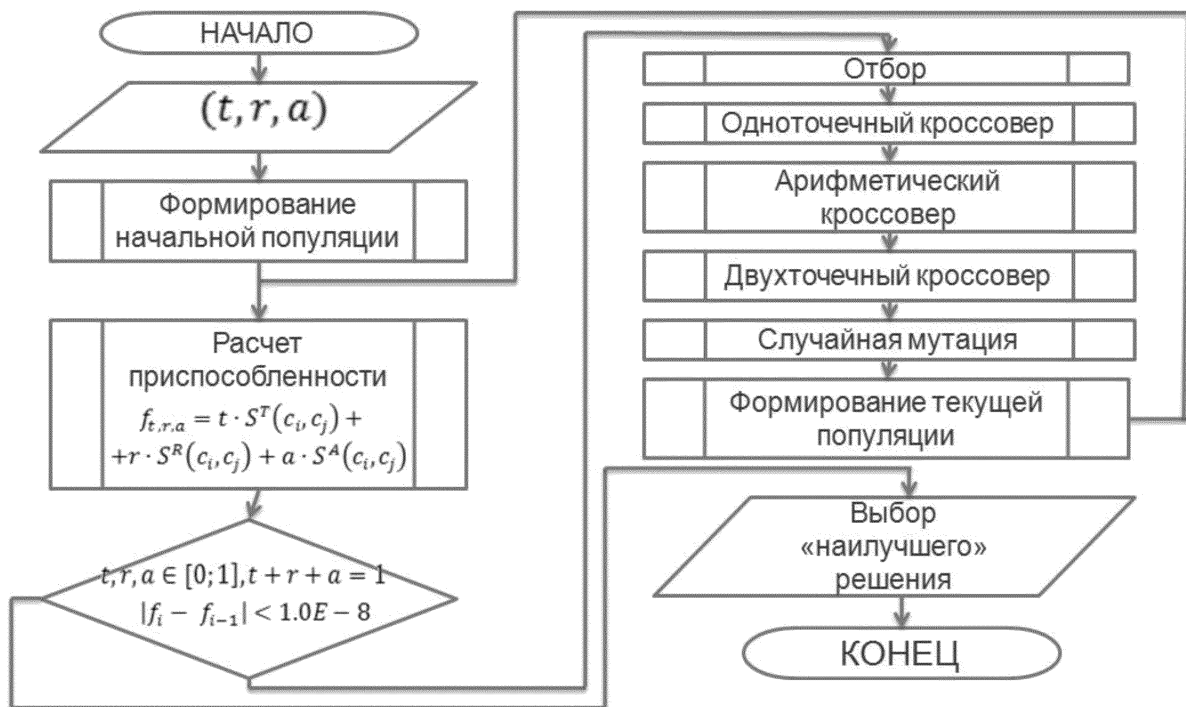 НАЧАЛО
(t, r, a)
Формирование
начальной популяции
Расчет
приспособленности
f_{t,r,a} = t · S^T(c_i, c_j) +
+r · S^R(c_i, c_j) + a · S^A(c_i, c_j)
t, r, a ∈ [0; 1], t + r + a = 1
|f_i − f_{i−1}| < 1.0E − 8
Отбор
Одноточечный кроссовер
Арифметический
кроссовер
Двухточечный кроссовер
Случайная мутация
Формирование текущей
популяции
Выбор
«наилучшего»
решения
КОНЕЦ